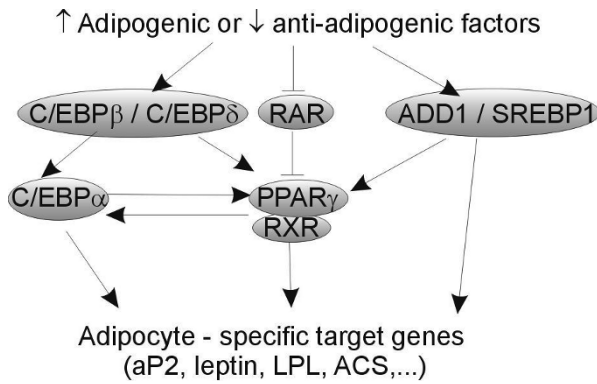 ↑ Adipogenic or ↓ anti-adipogenic factors
C/EBPβ / C/EBPδ
RAR
ADD1 / SREBP1
C/EBPα
PPARγ
RXR
Adipocyte - specific target genes
(aP2, leptin, LPL, ACS,...)